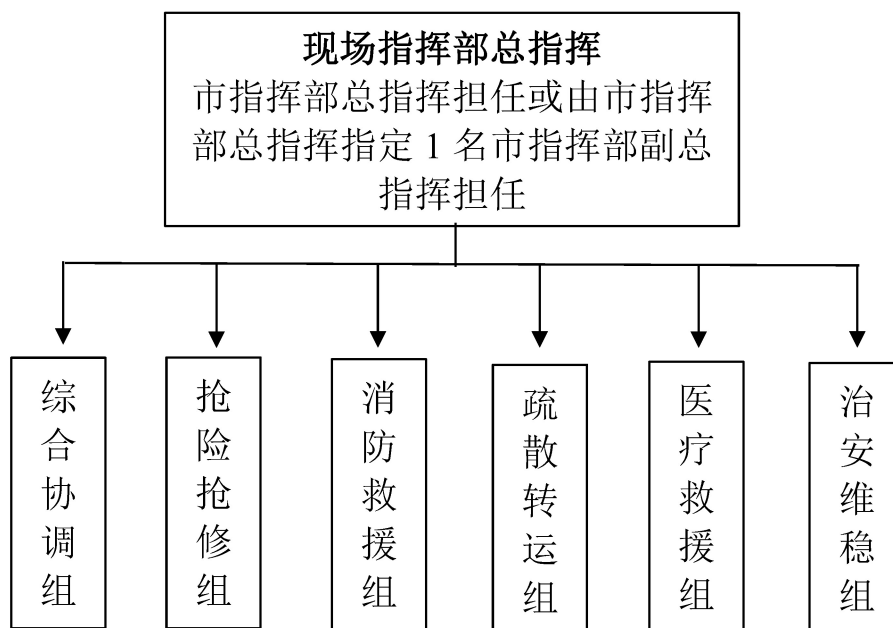 现场指挥部总指挥
市指挥部总指挥担任或由市指挥
部总指挥指定 1 名市指挥部副总
指挥担任
综合协调组
抢险抢修组
消防救援组
疏散转运组
医疗救援组
治安维稳组